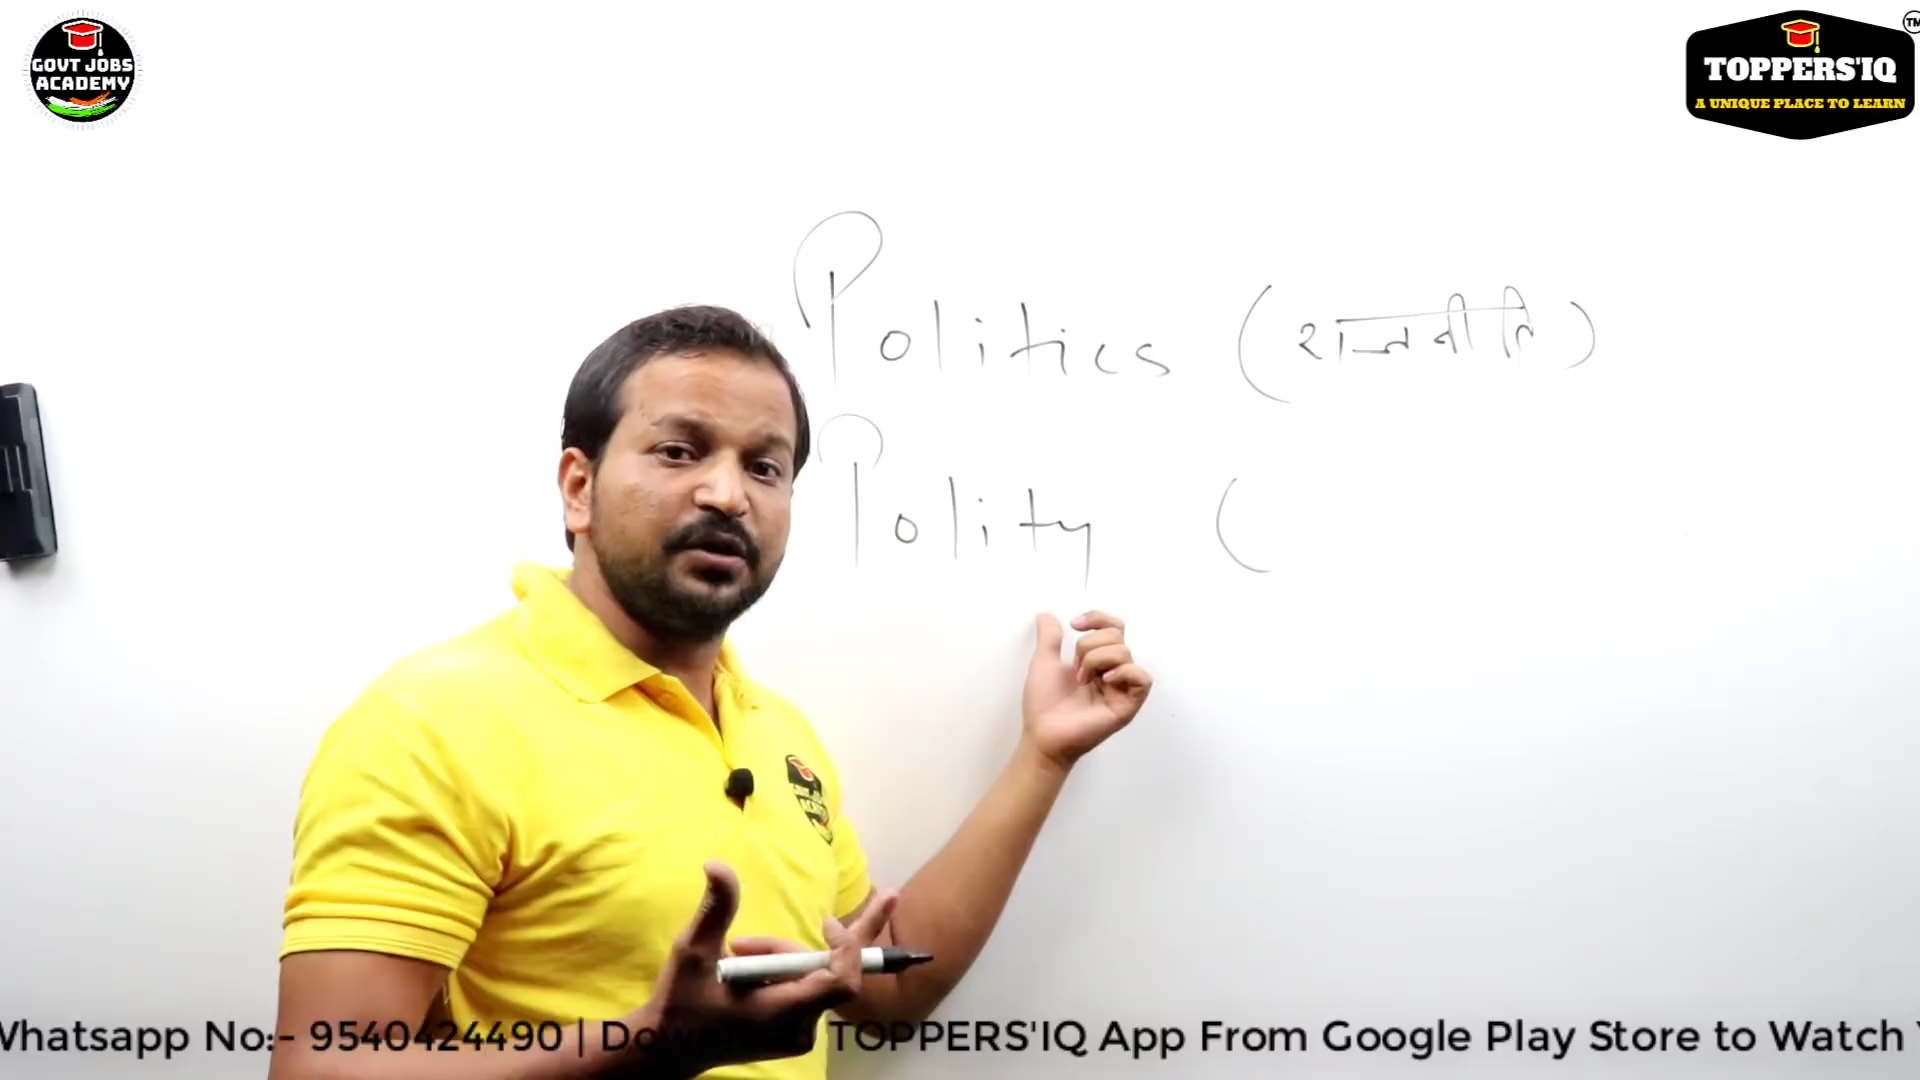 GOVT JOBS
ACADEMY
TOPPERS'IQ
TM
A UNIQUE PLACE TO LEARN
Politics (राजनीति)
Polity (
Whatsapp No:- 9540424490 | TOPPERS'IQ App From Google Play Store to Watch